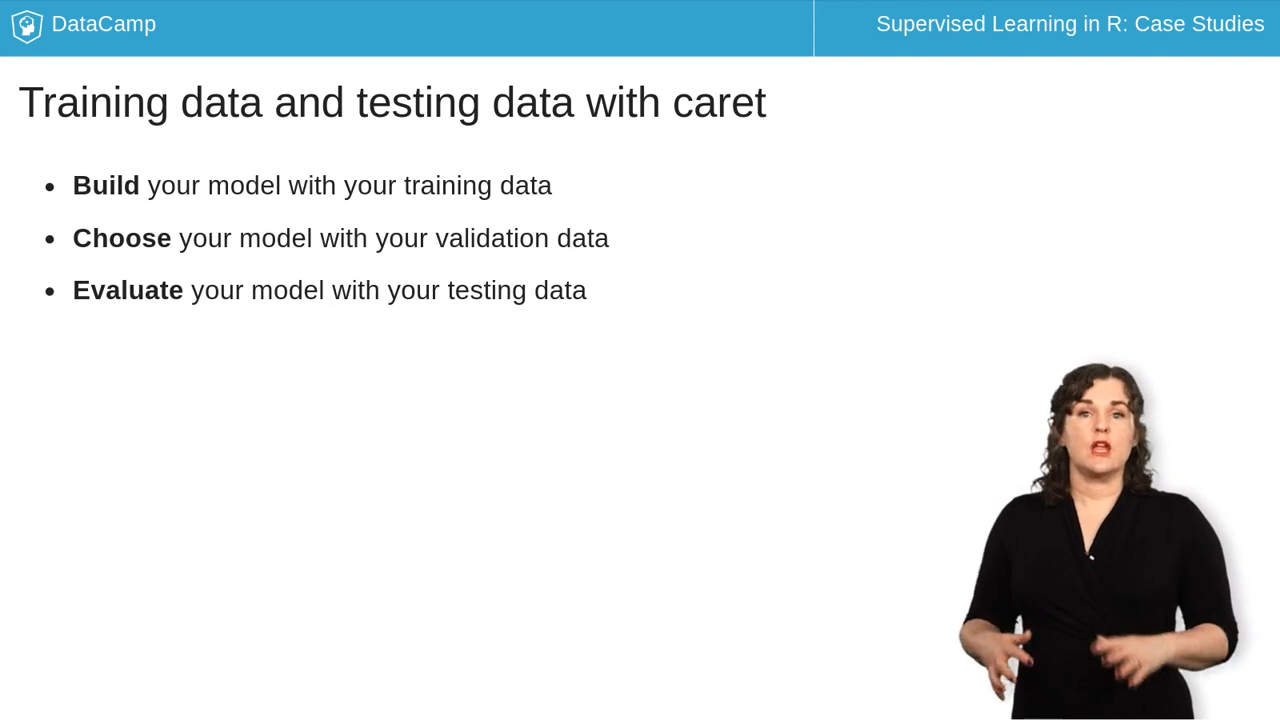 DataCamp
Supervised Learning in R: Case Studies
Training data and testing data with caret
• Build your model with your training data
• Choose your model with your validation data
• Evaluate your model with your testing data